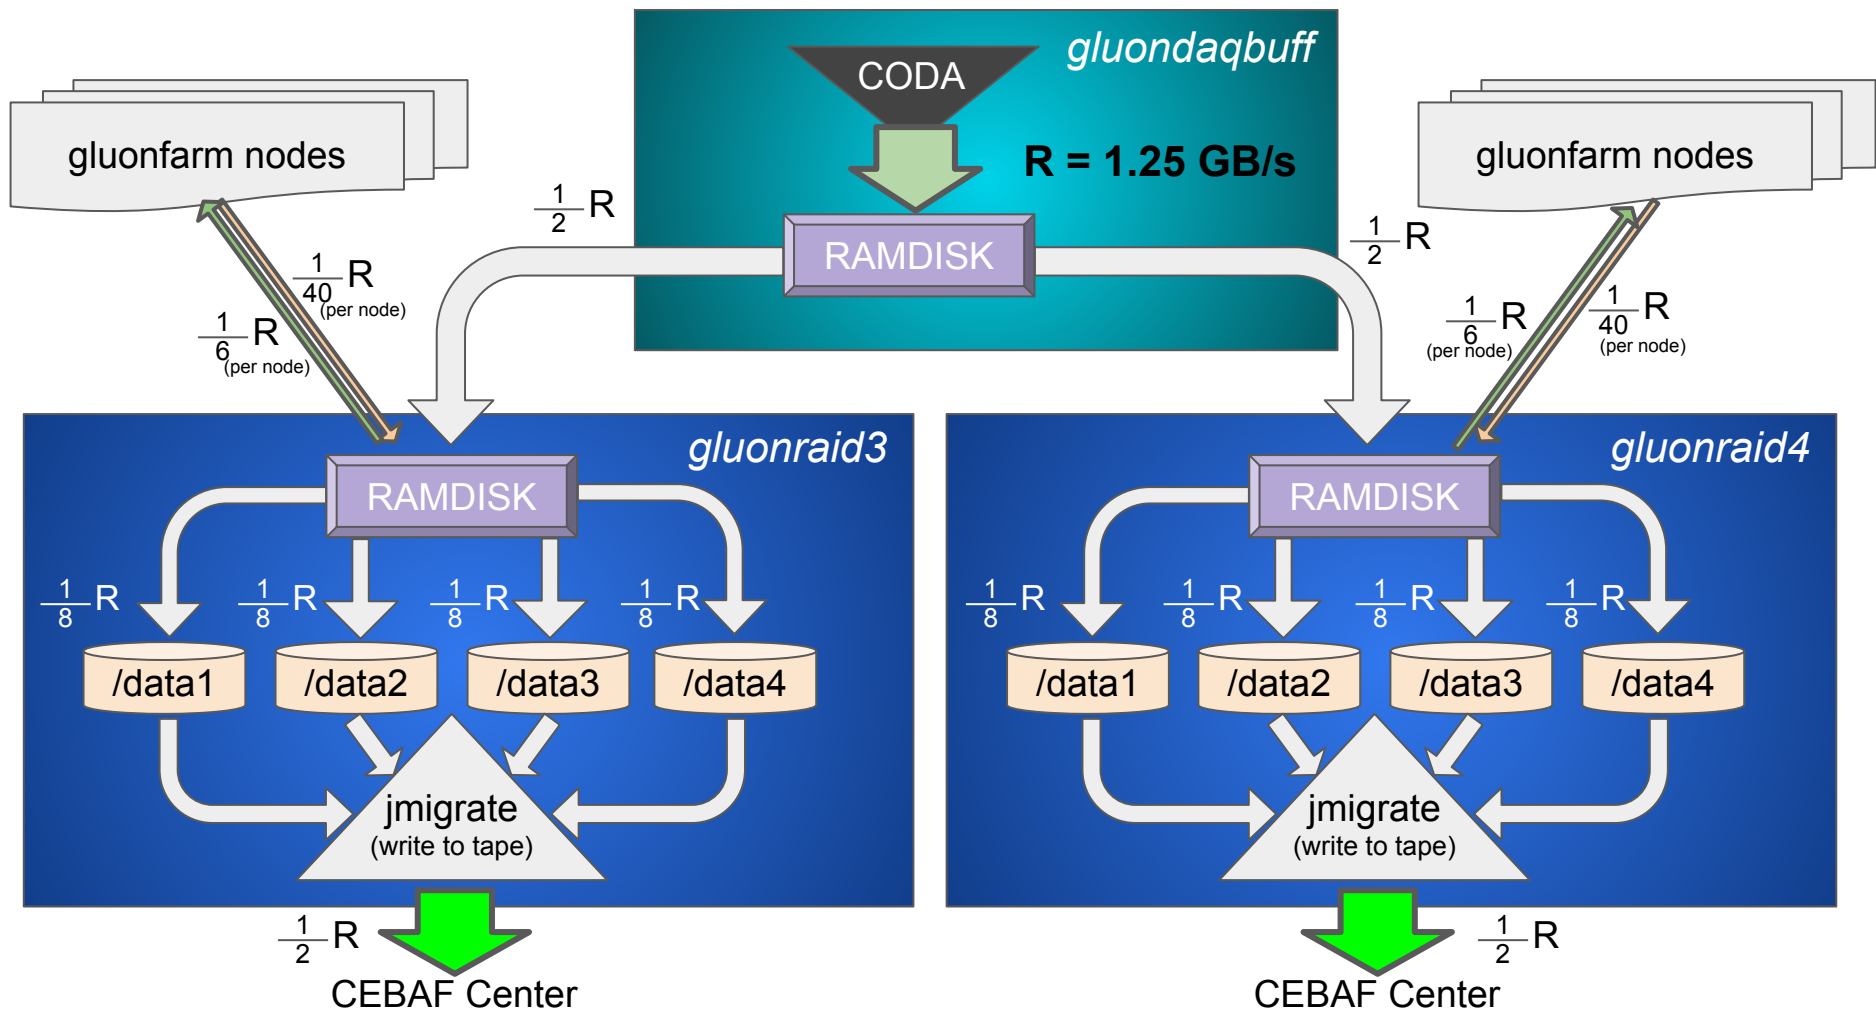 gluondaqbuff
CODA
R = 1.25 GB/s
RAMDISK
gluonfarm nodes
gluonfarm nodes
1/2 R
1/2 R
1/40 R
(per node)
1/6 R
(per node)
1/6 R
(per node)
1/40 R
(per node)
gluonraid3
RAMDISK
1/8 R
1/8 R
1/8 R
1/8 R
/data1
/data2
/data3
/data4
jmigrate
(write to tape)
1/2 R
CEBAF Center
gluonraid4
RAMDISK
1/8 R
1/8 R
1/8 R
1/8 R
/data1
/data2
/data3
/data4
jmigrate
(write to tape)
1/2 R
CEBAF Center